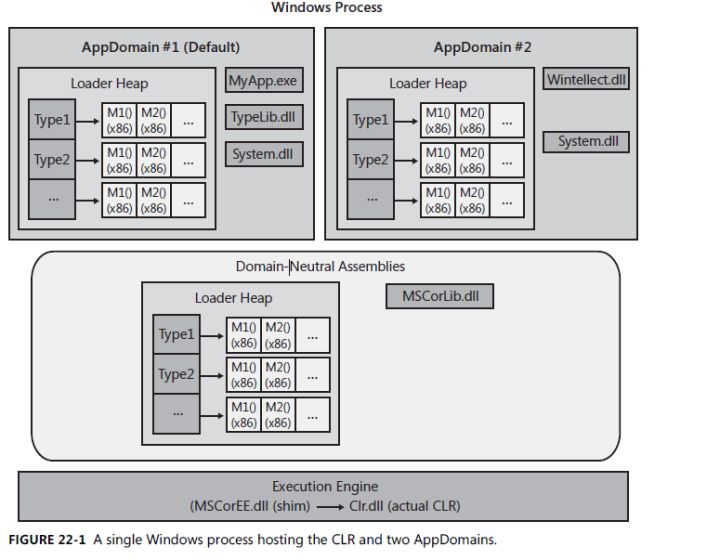 Windows Process
AppDomain #1 (Default)
Loader Heap
MyApp.exe
Type1
M1() M2()
(x86) (x86)
...
TypeLib.dll
Type2
M1() M2()
(x86) (x86)
...
System.dll
...
M1() M2()
(x86) (x86)
...
AppDomain #2
Loader Heap
Wintellect.dll
Type1
M1() M2()
(x86) (x86)
...
System.dll
Type2
M1() M2()
(x86) (x86)
...
...
M1() M2()
(x86) (x86)
...
Domain-Neutral Assemblies
Loader Heap
MSCorLib.dll
Type1
M1() M2()
(x86) (x86)
...
Type2
M1() M2()
(x86) (x86)
...
...
M1() M2()
(x86) (x86)
...
Execution Engine
(MSCorEE.dll (shim) → Clr.dll (actual CLR)
FIGURE 22-1 A single Windows process hosting the CLR and two AppDomains.